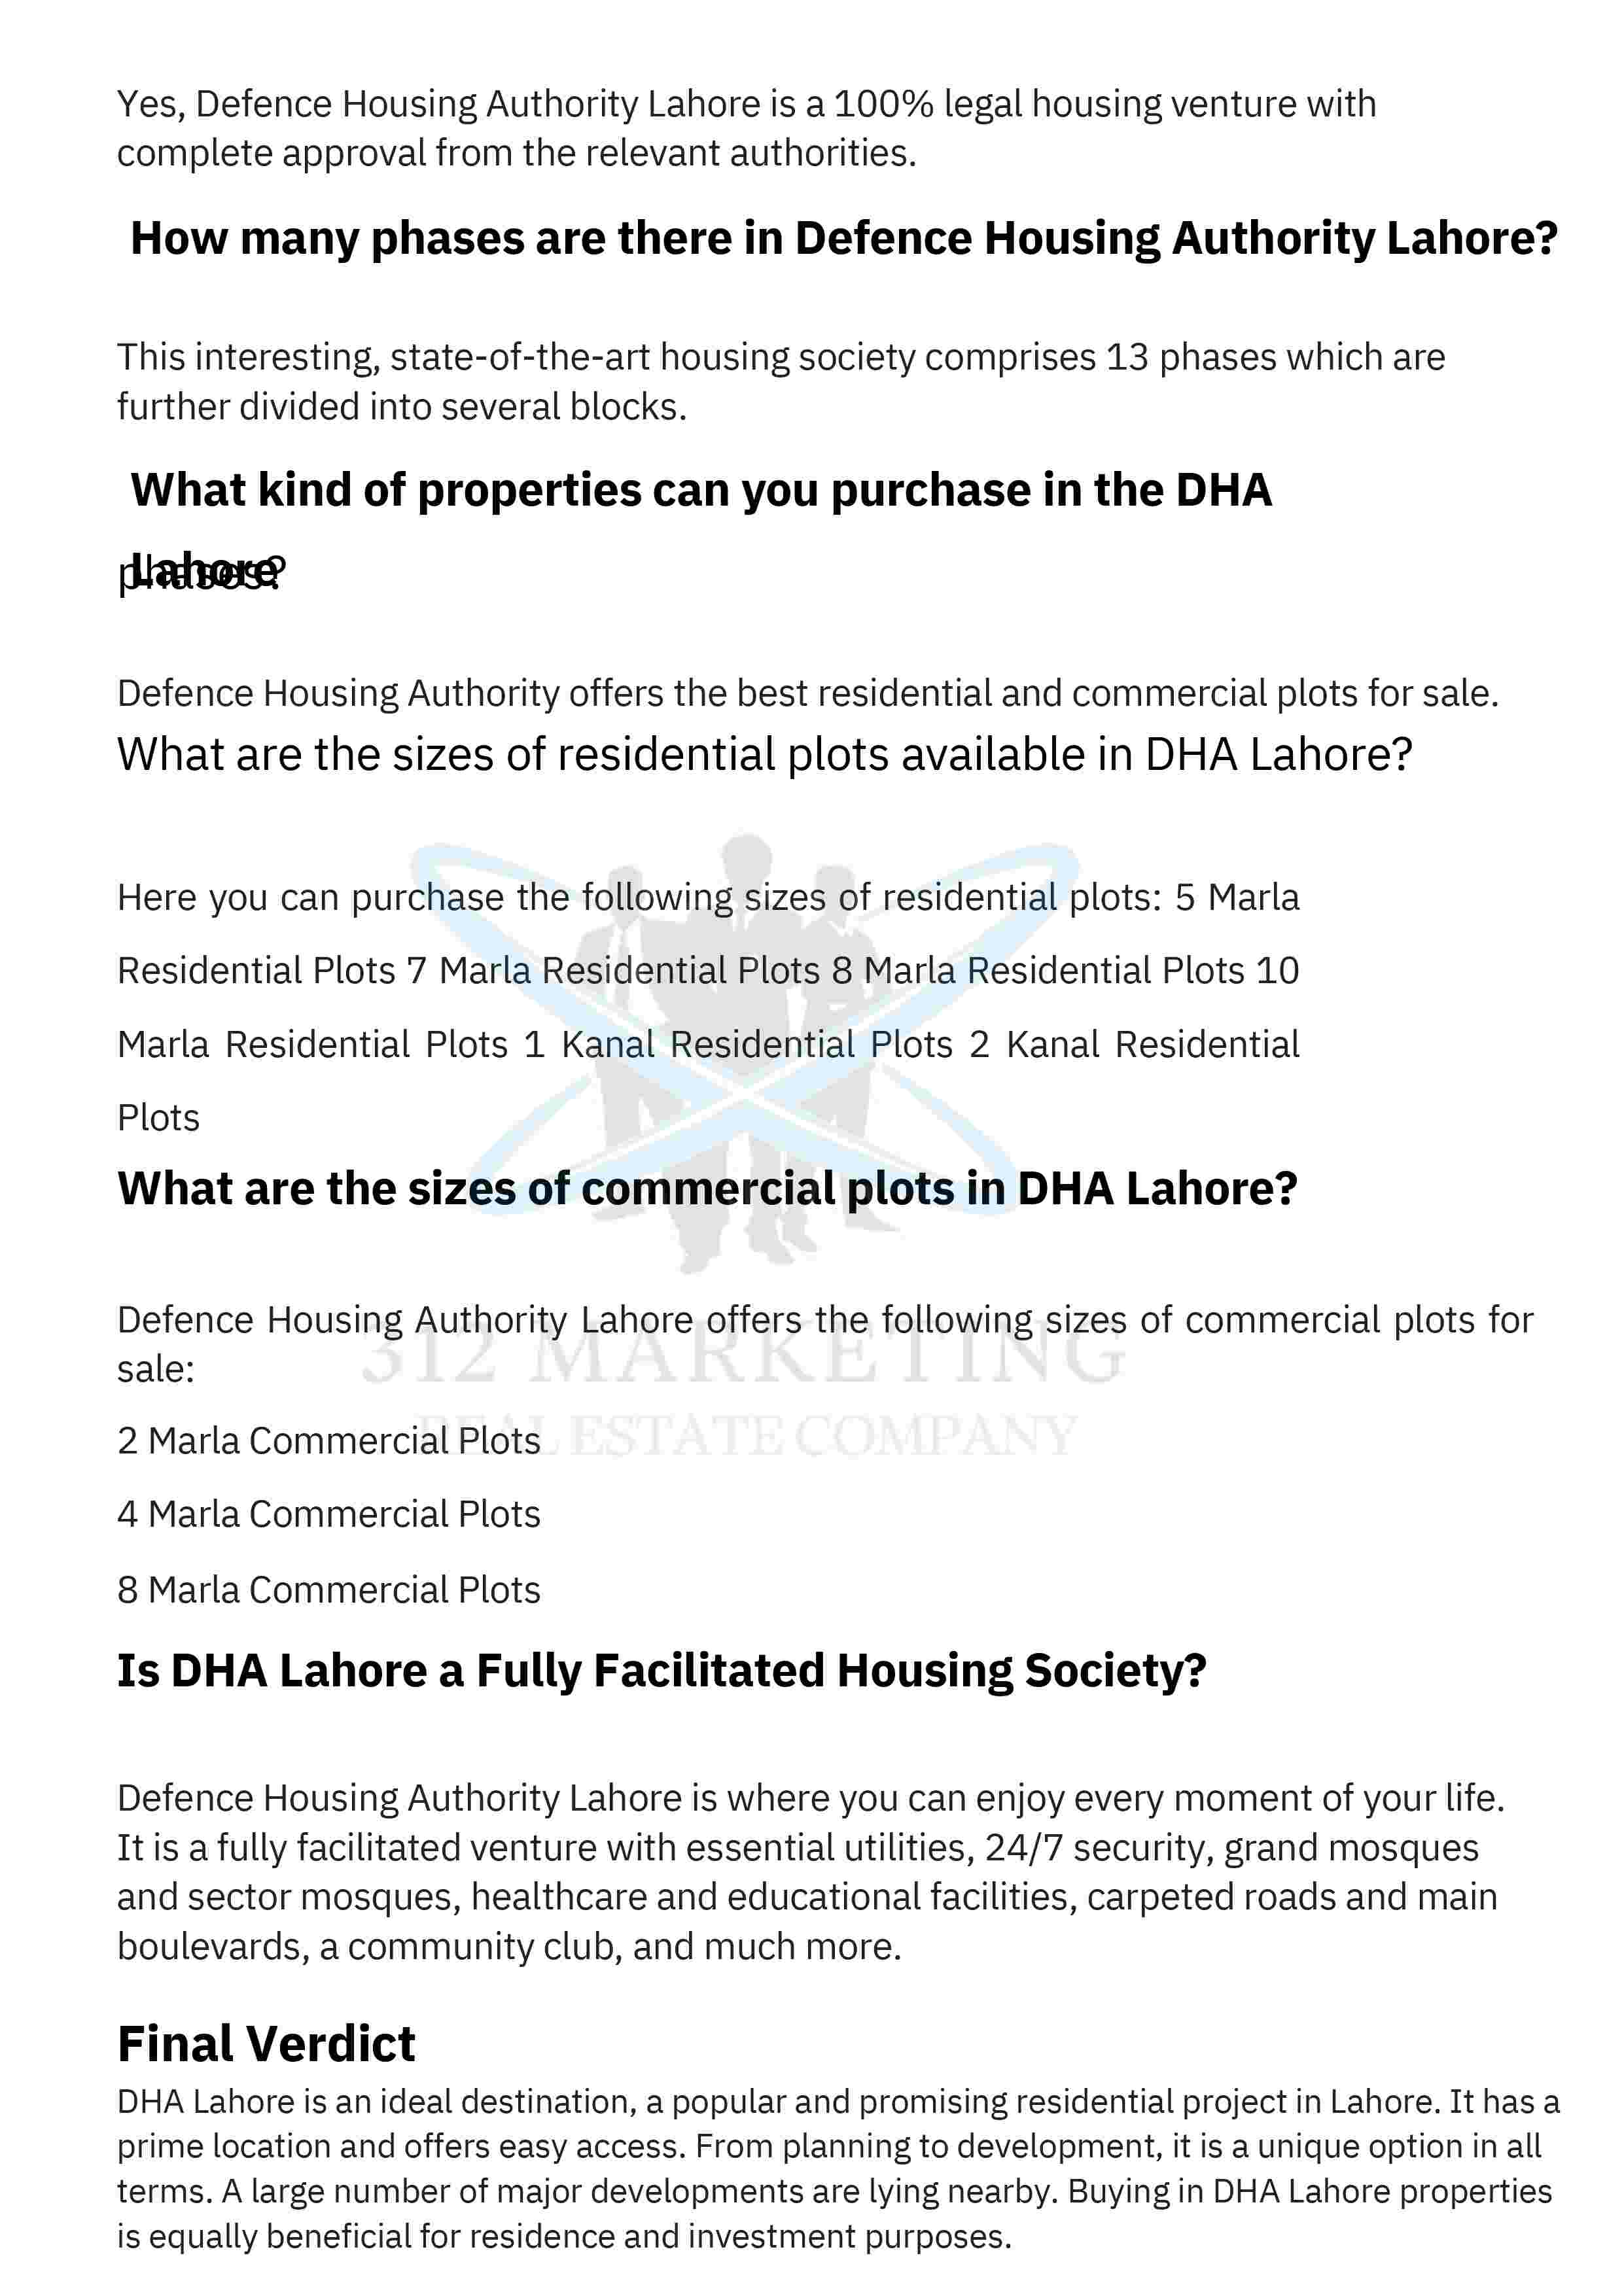 Yes, Defence Housing Authority Lahore is a 100% legal housing venture with
complete approval from the relevant authorities.
How many phases are there in Defence Housing Authority Lahore?
This interesting, state-of-the-art housing society comprises 13 phases which are
further divided into several blocks.
What kind of properties can you purchase in the DHA
Lahore
phases?
Defence Housing Authority offers the best residential and commercial plots for sale.
What are the sizes of residential plots available in DHA Lahore?
Here you can purchase the following sizes of residential plots: 5 Marla
Residential Plots 7 Marla Residential Plots 8 Marla Residential Plots 10
Marla Residential Plots 1 Kanal Residential Plots 2 Kanal Residential
Plots
What are the sizes of commercial plots in DHA Lahore?
Defence Housing Authority Lahore offers the following sizes of commercial plots for
sale:
312 MARKETING
REAL ESTATE COMPANY
2 Marla Commercial Plots
4 Marla Commercial Plots
8 Marla Commercial Plots
Is DHA Lahore a Fully Facilitated Housing Society?
Defence Housing Authority Lahore is where you can enjoy every moment of your life.
It is a fully facilitated venture with essential utilities, 24/7 security, grand mosques
and sector mosques, healthcare and educational facilities, carpeted roads and main
boulevards, a community club, and much more.
Final Verdict
DHA Lahore is an ideal destination, a popular and promising residential project in Lahore. It has a
prime location and offers easy access. From planning to development, it is a unique option in all
terms. A large number of major developments are lying nearby. Buying in DHA Lahore properties
is equally beneficial for residence and investment purposes.